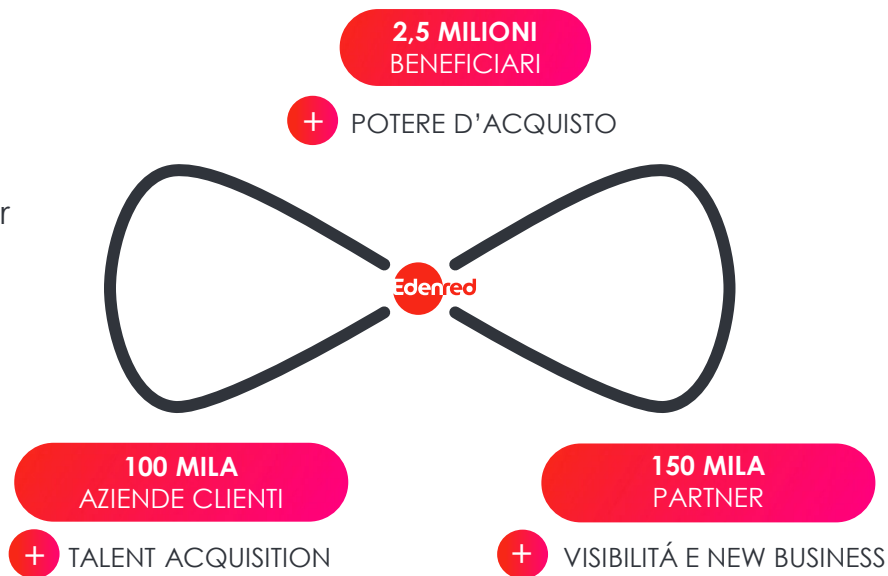 2,5 MILIONI
BENEFICIARI
+ POTERE D'ACQUISTO
r
Edenred
100 MILA
AZIENDE CLIENTI
150 MILA
PARTNER
+ TALENT ACQUISITION
+ VISIBILITÁ E NEW BUSINESS